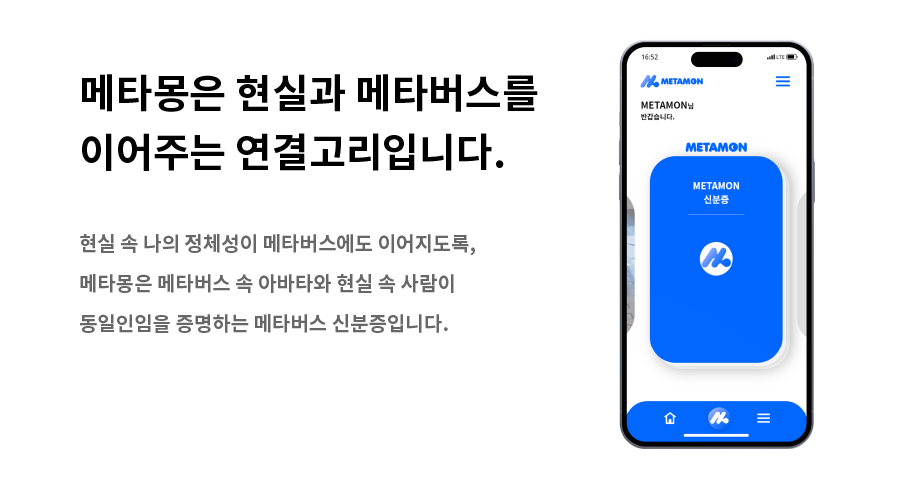 메타몽은 현실과 메타버스를
이어주는 연결고리입니다.
현실 속 나의 정체성이 메타버스에도 이어지도록,
메타몽은 메타버스 속 아바타와 현실 속 사람이
동일인임을 증명하는 메타버스 신분증입니다.
16:52
LTE
METAMON
METAMON님
반갑습니다.
METAMON
METAMON
신분증